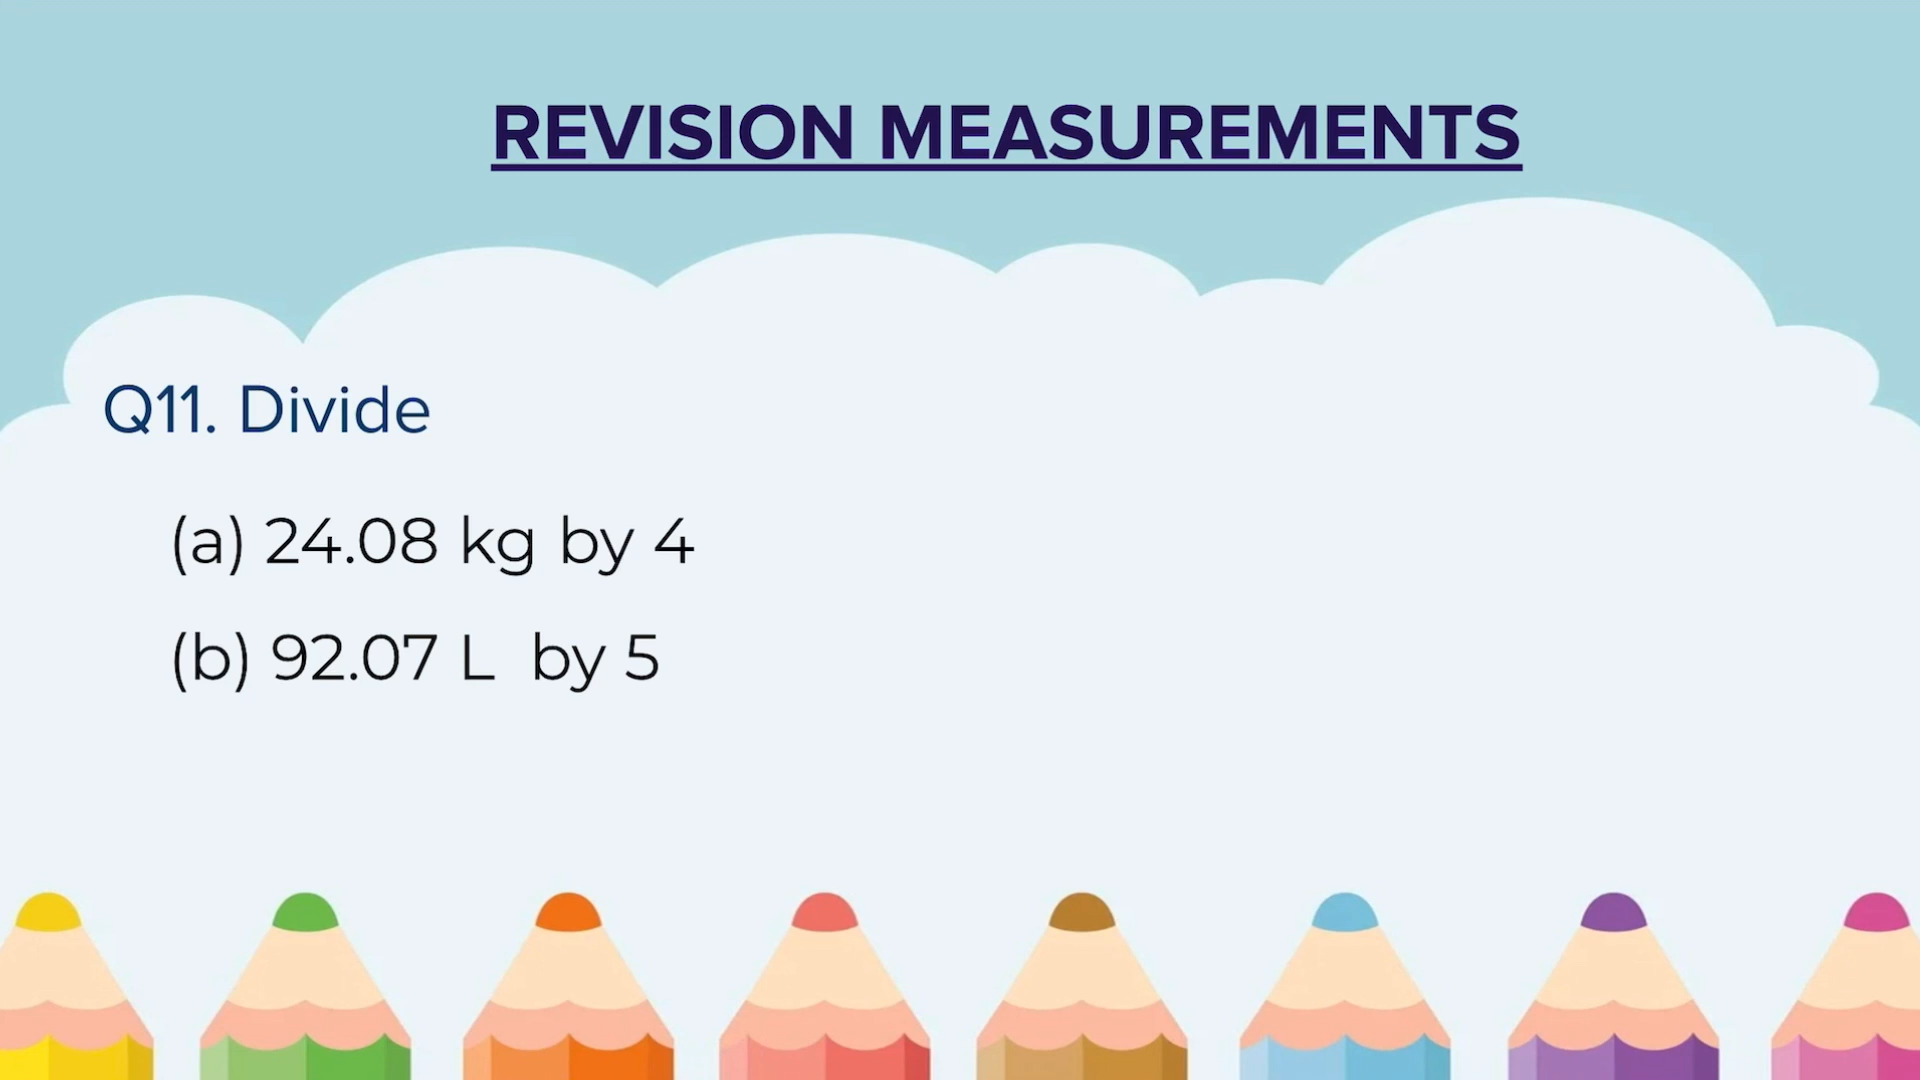 REVISION MEASUREMENTS
Q11. Divide
(a) 24.08 kg by 4
(b) 92.07 L by 5